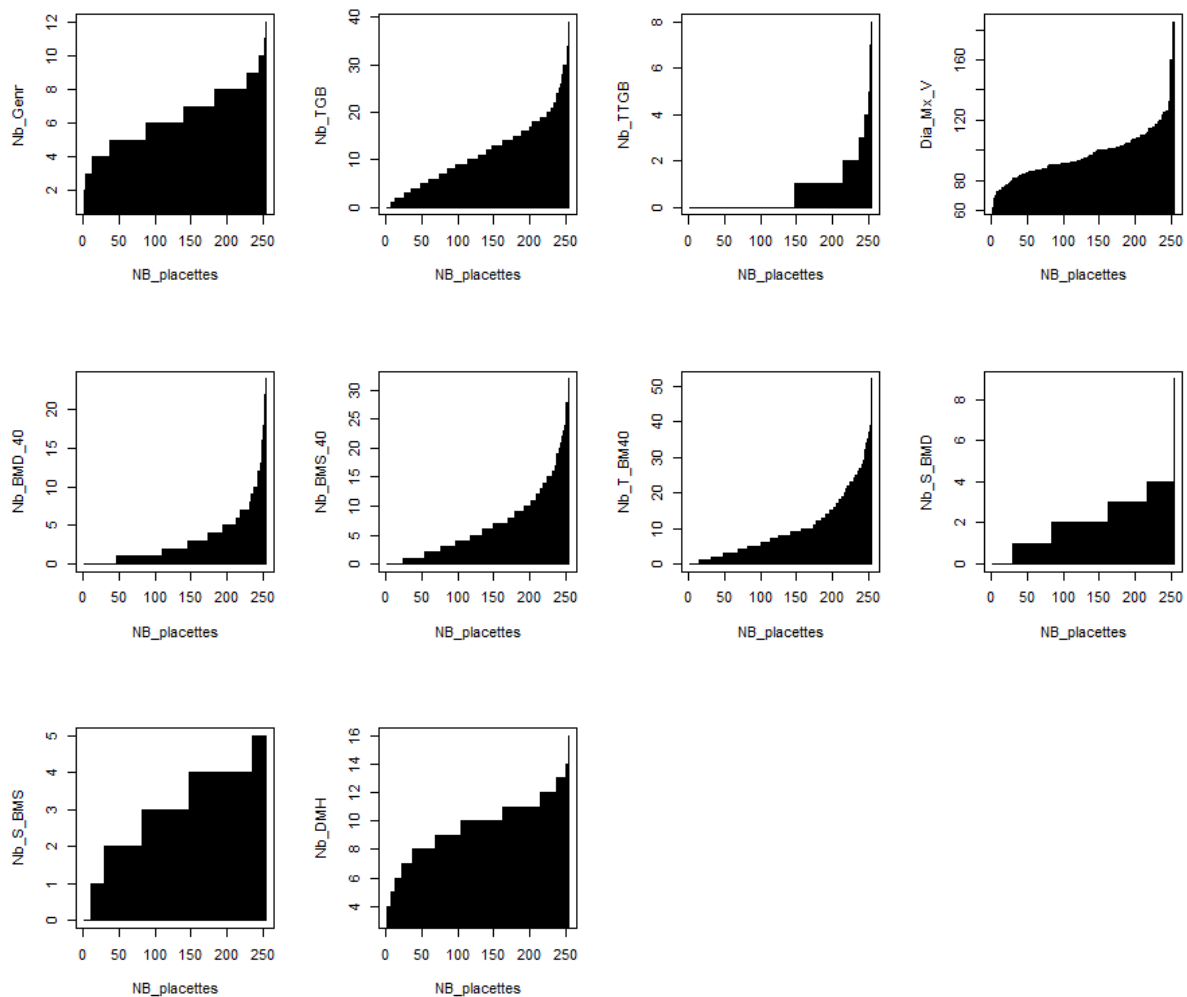 Nb_Genr
2 4 6 8 10 12
0 50 100 150 200 250
NB_placettes
Nb_TGB
0 10 20 30 40
0 50 100 150 200 250
NB_placettes
Nb_TTGB
0 2 4 6 8
0 50 100 150 200 250
NB_placettes
Dia_Mx_V
60 80 120 160
0 50 100 150 200 250
NB_placettes
Nb_BMD_40
0 5 10 15 20
0 50 100 150 200 250
NB_placettes
Nb_BMS_40
0 5 10 15 20 25 30
0 50 100 150 200 250
NB_placettes
Nb_T_BM40
0 10 20 30 40 50
0 50 100 150 200 250
NB_placettes
Nb_S_BMD
0 2 4 6 8
0 50 100 150 200 250
NB_placettes
Nb_S_BMS
0 1 2 3 4 5
0 50 100 150 200 250
NB_placettes
Nb_DMH
4 6 8 10 12 14 16
0 50 100 150 200 250
NB_placettes